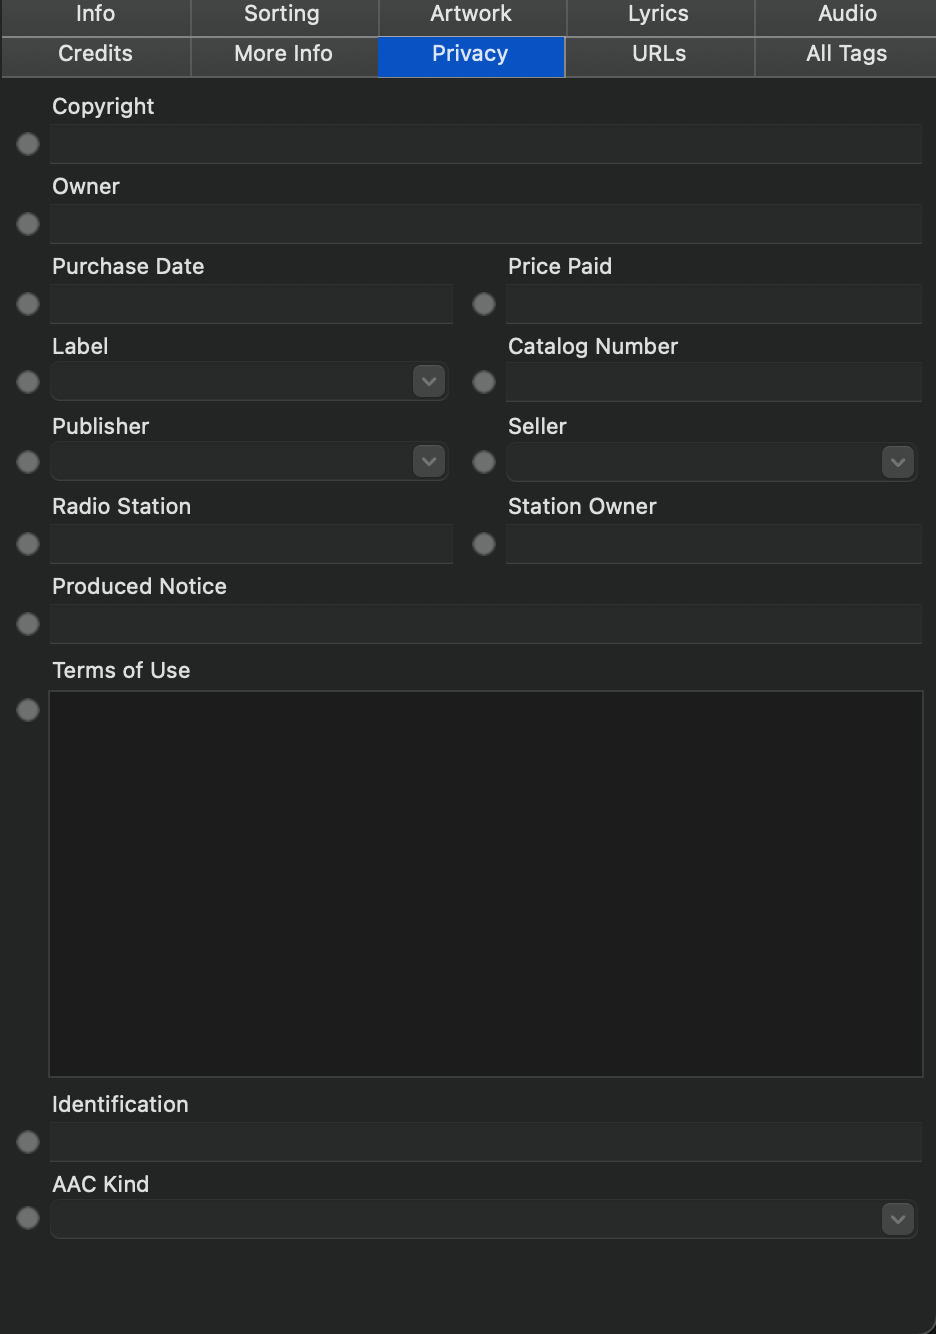 Info Sorting Artwork Lyrics Audio
Credits More Info Privacy URLs All Tags
Copyright
Owner
Purchase Date Price Paid
Label Catalog Number
Publisher Seller
Radio Station Station Owner
Produced Notice
Terms of Use
Identification
AAC Kind